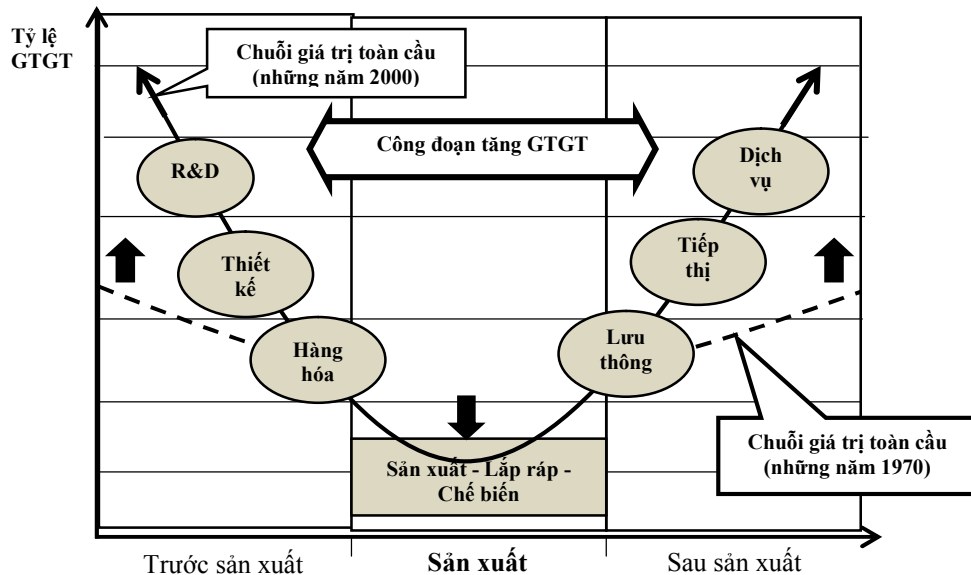 Tỷ lệ
GTGT
Chuỗi giá trị toàn cầu
(những năm 2000)
Công đoạn tăng GTGT
R&D
Dịch
vụ
Thiết
kế
Tiếp
thị
Hàng
hóa
Lưu
thông
Chuỗi giá trị toàn cầu
(những năm 1970)
Sản xuất - Lắp ráp -
Chế biến
Trước sản xuất
Sản xuất
Sau sản xuất